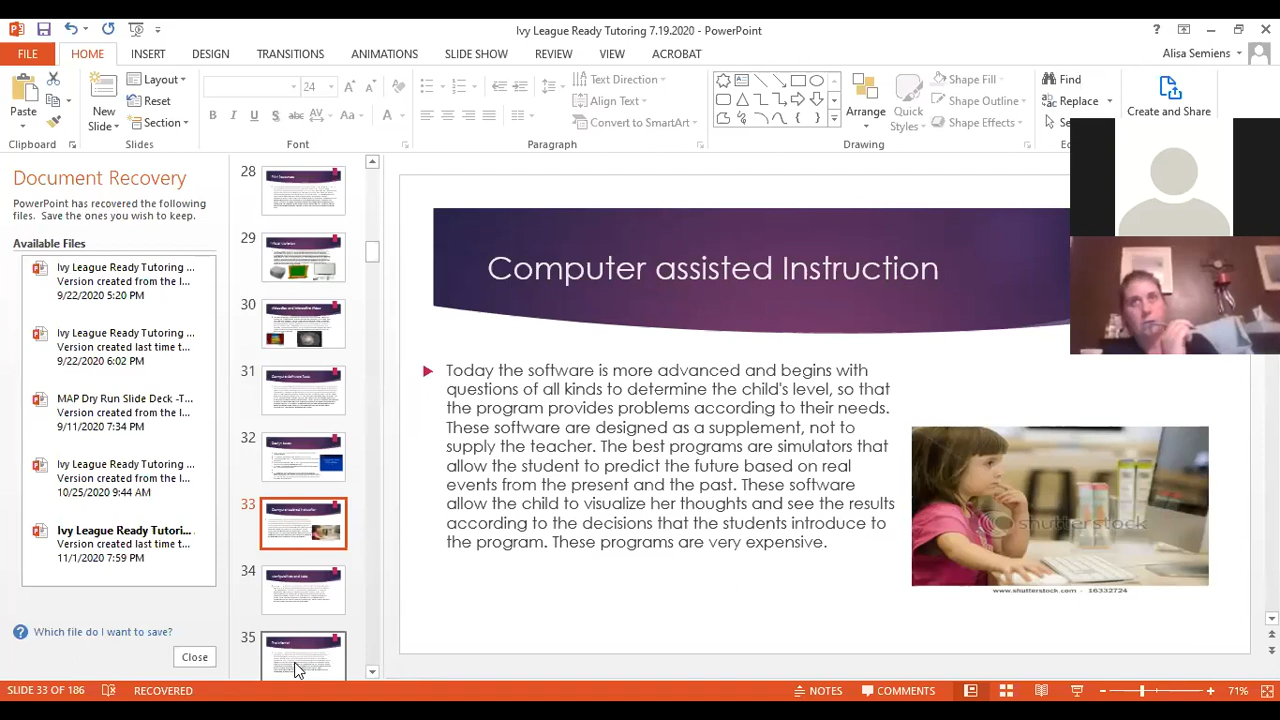 Ivy League Ready Tutoring 7.19.2020 - PowerPoint
FILE HOME INSERT DESIGN TRANSITIONS ANIMATIONS SLIDE SHOW REVIEW VIEW ACROBAT
Alisa Semiens
Paste
New Slide
Layout
Reset
Section
24
Text Direction
Align Text
Convert to SmartArt
Arrange
Quick Styles
Shape Fill
Shape Outline
Shape Effects
Find
Replace
Create and Share
Clipboard Slides Font Paragraph Drawing
Document Recovery
PowerPoint has recovered the following
files. Save the ones you wish to keep.
Available Files
Ivy League Ready Tutoring ...
Version created from the l...
9/22/2020 5:20 PM
Ivy League Ready Tutoring ...
Version created last time t...
9/22/2020 6:02 PM
MAP Dry Run Slide Deck -T...
Version created from the l...
9/11/2020 7:34 PM
Ivy League Ready Tutoring ...
Version created from the l...
10/25/2020 9:44 AM
Ivy League Ready Tutori...
Version created last time t...
11/1/2020 7:59 PM
Which file do I want to save?
Close
28
29
30
31
32
33
34
35
Computer assisted Instruction
Today the software is more advanced and begins with
questions of all kinds to determine the child's level, so that
the program provides problems according to their needs.
These software are designed as a supplement, not to
supply the teacher. The best programs are simulators that
allow the student to predict the future based on real
events from the present and the past. These software
allow the child to visualize her thoughts and see the results
according to the decisions that the students introduce to
the program. These programs are very expensive.
shutterstock
www.shutterstock.com - 16332724
SLIDE 33 OF 186 RECOVERED
NOTES COMMENTS 71%